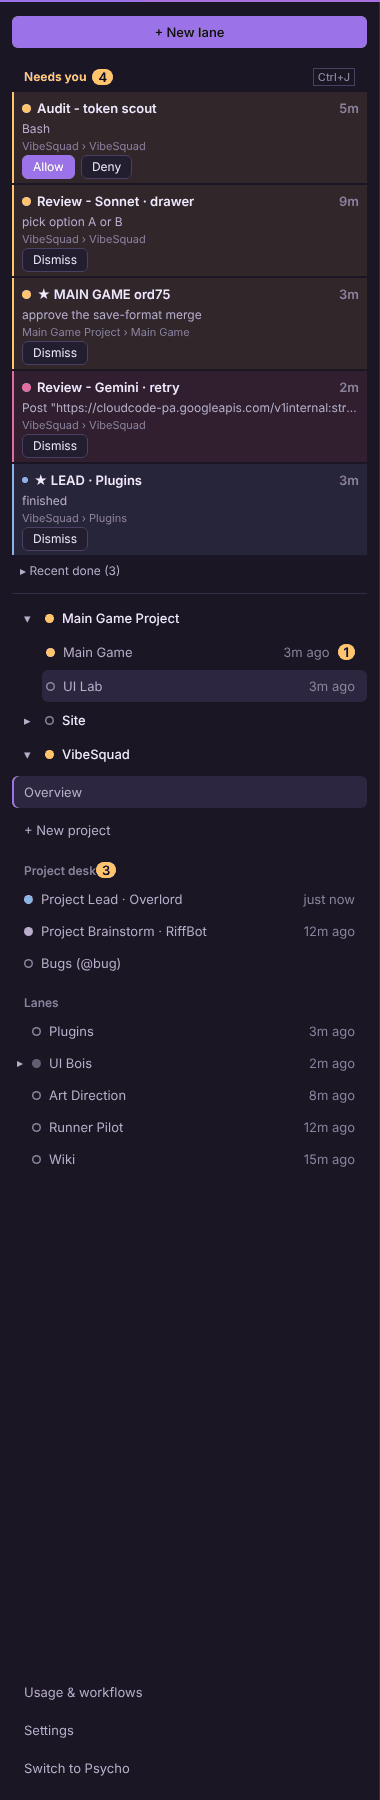 + New lane
Needs you 4 Ctrl+J
Audit - token scout 5m
Bash
VibeSquad › VibeSquad
Allow Deny
Review - Sonnet · drawer 9m
pick option A or B
VibeSquad › VibeSquad
Dismiss
★ MAIN GAME ord75 3m
approve the save-format merge
Main Game Project › Main Game
Dismiss
Review - Gemini · retry 2m
Post "https://cloudcode-pa.googleapis.com/v1internal:str...
VibeSquad › VibeSquad
Dismiss
★ LEAD · Plugins 3m
finished
VibeSquad › Plugins
Dismiss
▸ Recent done (3)
▾ Main Game Project
Main Game 3m ago 1
UI Lab 3m ago
▸ Site
▾ VibeSquad
Overview
+ New project
Project desk 3
Project Lead · Overlord just now
Project Brainstorm · RiffBot 12m ago
Bugs (@bug)
Lanes
Plugins 3m ago
▸ UI Bois 2m ago
Art Direction 8m ago
Runner Pilot 12m ago
Wiki 15m ago
Usage & workflows
Settings
Switch to Psycho